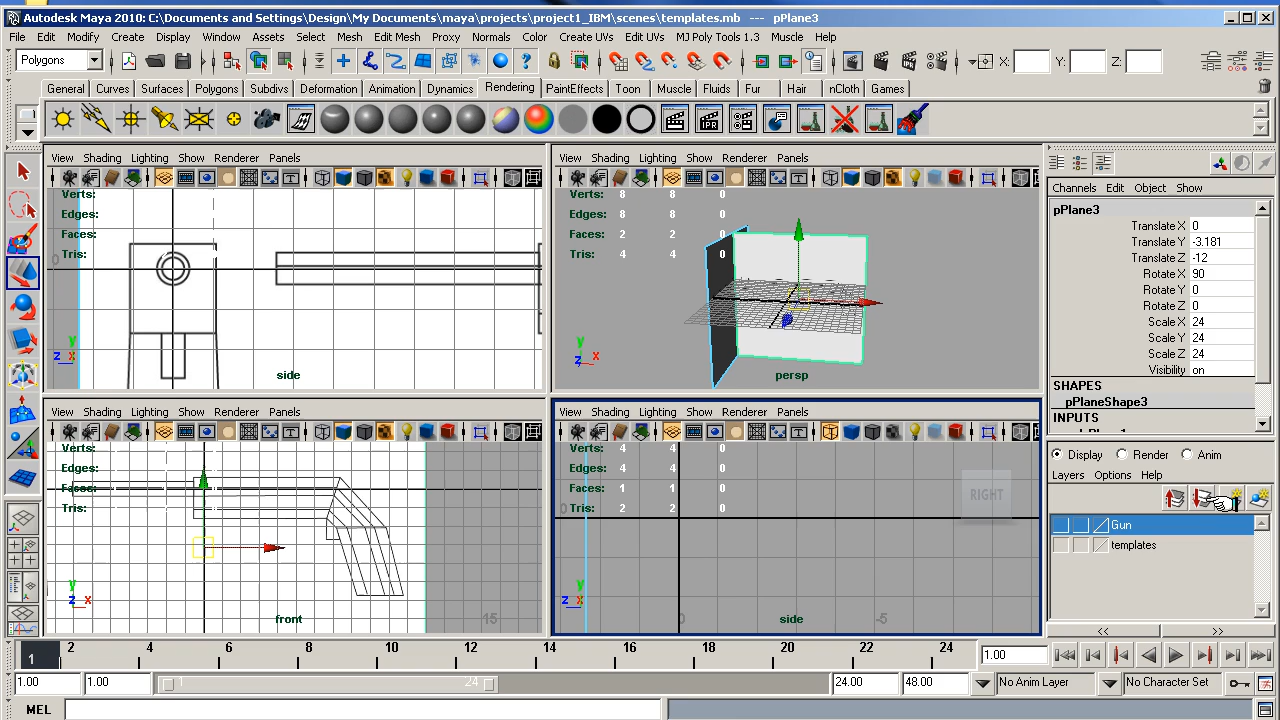 Autodesk Maya 2010: C:\Documents and Settings\Design\My Documents\maya\projects\project1_IBM\scenes\templates.mb --- pPlane3
File Edit Modify Create Display Window Assets Select Mesh Edit Mesh Proxy Normals Color Create UVs Edit UVs MJ Poly Tools 1.3 Muscle Help
Polygons X: Y: Z:
General Curves Surfaces Polygons Subdivs Deformation Animation Dynamics Rendering PaintEffects Toon Muscle Fluids Fur Hair nCloth Games
IPR
View Shading Lighting Show Renderer Panels
Verts:
Edges:
Faces:
Tris:
0
y
z x
side
View Shading Lighting Show Renderer Panels
Verts: 8 8 0
Edges: 8 8 0
Faces: 2 2 0
Tris: 4 4 0
y
z x
persp
View Shading Lighting Show Renderer Panels
Verts:
Edges:
Faces:
Tris:
y
z x
15
front
View Shading Lighting Show Renderer Panels
Verts: 4 4 0
Edges: 4 4 0
Faces: 1 1 0
Tris: 2 2 0
RIGHT
0
y
z x
0 -5
side
Channels Edit Object Show
pPlane3
Translate X 0
Translate Y -3.181
Translate Z -12
Rotate X 90
Rotate Y 0
Rotate Z 0
Scale X 24
Scale Y 24
Scale Z 24
Visibility on
SHAPES
pPlaneShape3
INPUTS
Display Render Anim
Layers Options Help
Gun
templates
<< >>
1 2 4 6 8 10 12 14 16 18 20 22 24 1.00
1.00 1.00 24 24.00 48.00 No Anim Layer No Character Set
MEL